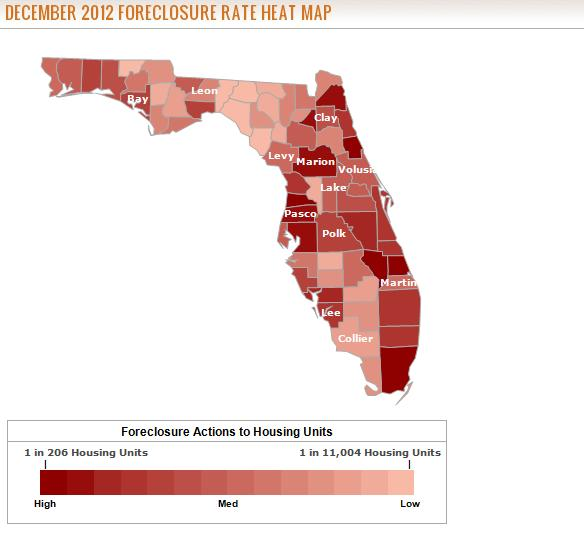 DECEMBER 2012 FORECLOSURE RATE HEAT MAP
Leon
Bay
Clay
Levy
Marion
Volusi
Lake
Pasco
Polk
Martin
Lee
Collier
Foreclosure Actions to Housing Units
1 in 206 Housing Units 1 in 11,004 Housing Units
High Med Low